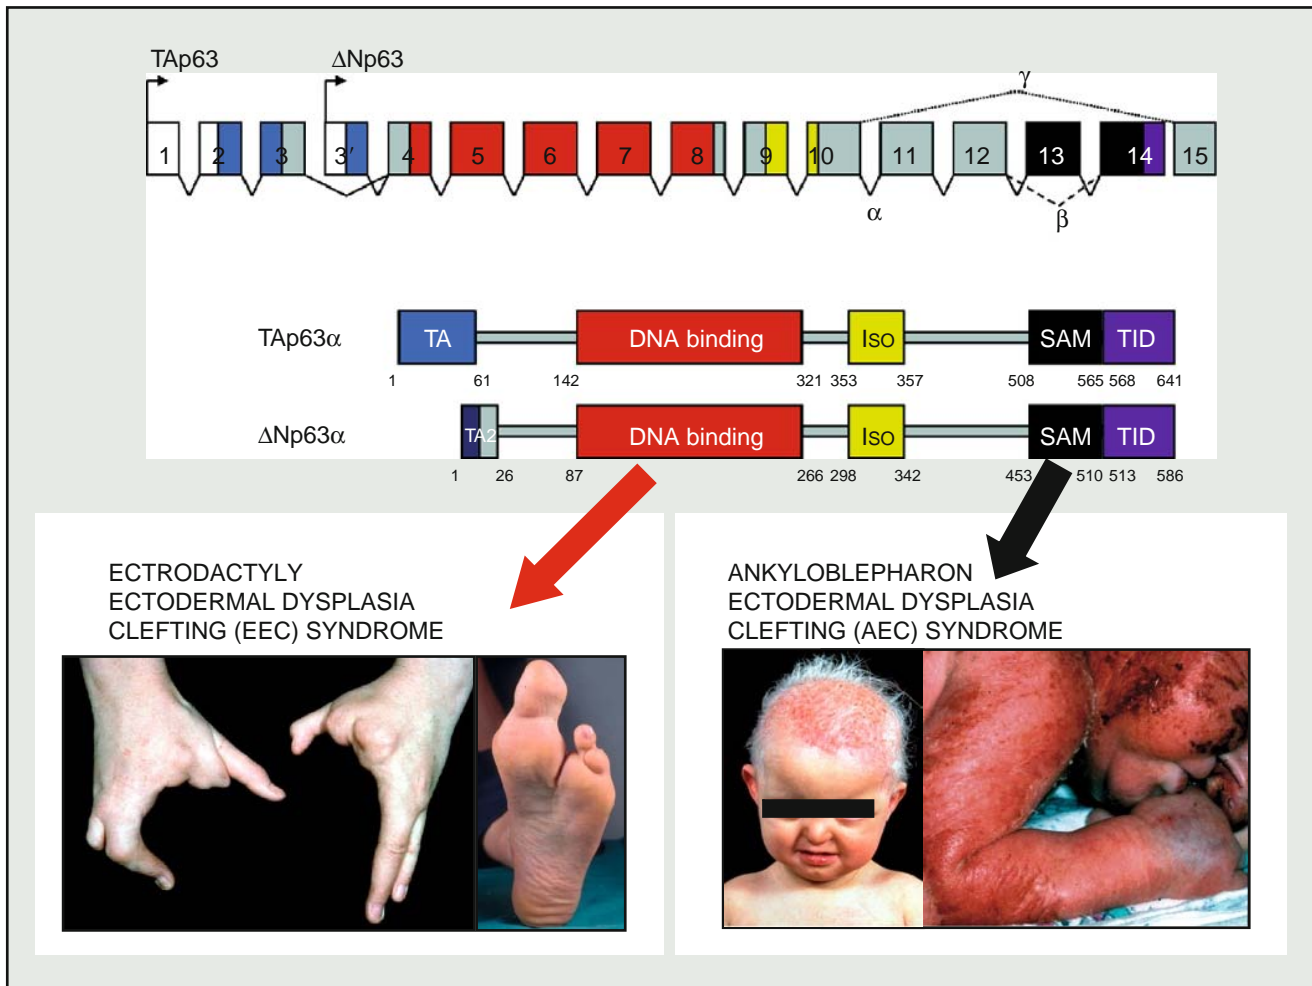 TAp63 ΔNp63
γ
1 2 3 3′ 4 5 6 7 8 9 10 11 12 13 14 15
α β
TAp63α TA DNA binding Iso SAM TID
1 61 142 321 353 357 508 565 568 641
ΔNp63α TA2 DNA binding Iso SAM TID
1 26 87 266 298 342 453 510 513 586
ECTRODACTYLY
ECTODERMAL DYSPLASIA
CLEFTING (EEC) SYNDROME
ANKYLOBLEPHARON
ECTODERMAL DYSPLASIA
CLEFTING (AEC) SYNDROME